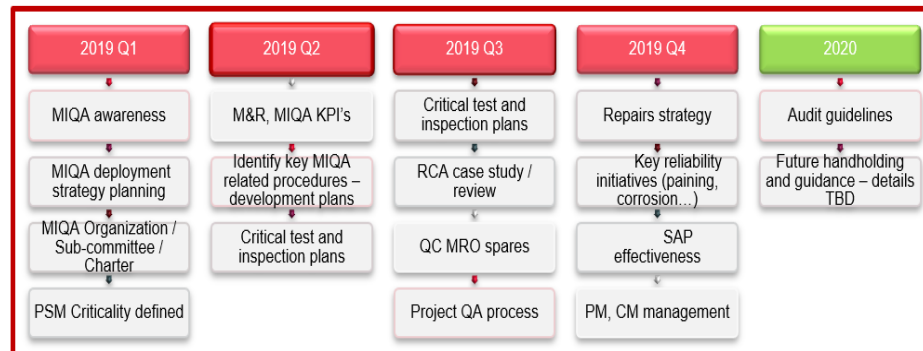 2019 Q1
MIQA awareness
MIQA deployment
strategy planning
MIQA Organization /
Sub-committee /
Charter
PSM Criticality defined
2019 Q2
M&R, MIQA KPI's
Identify key MIQA
related procedures –
development plans
Critical test and
inspection plans
2019 Q3
Critical test and
inspection plans
RCA case study /
review
QC MRO spares
Project QA process
2019 Q4
Repairs strategy
Key reliability
initiatives (paining,
corrosion…)
SAP
effectiveness
PM, CM management
2020
Audit guidelines
Future handholding
and guidance – details
TBD